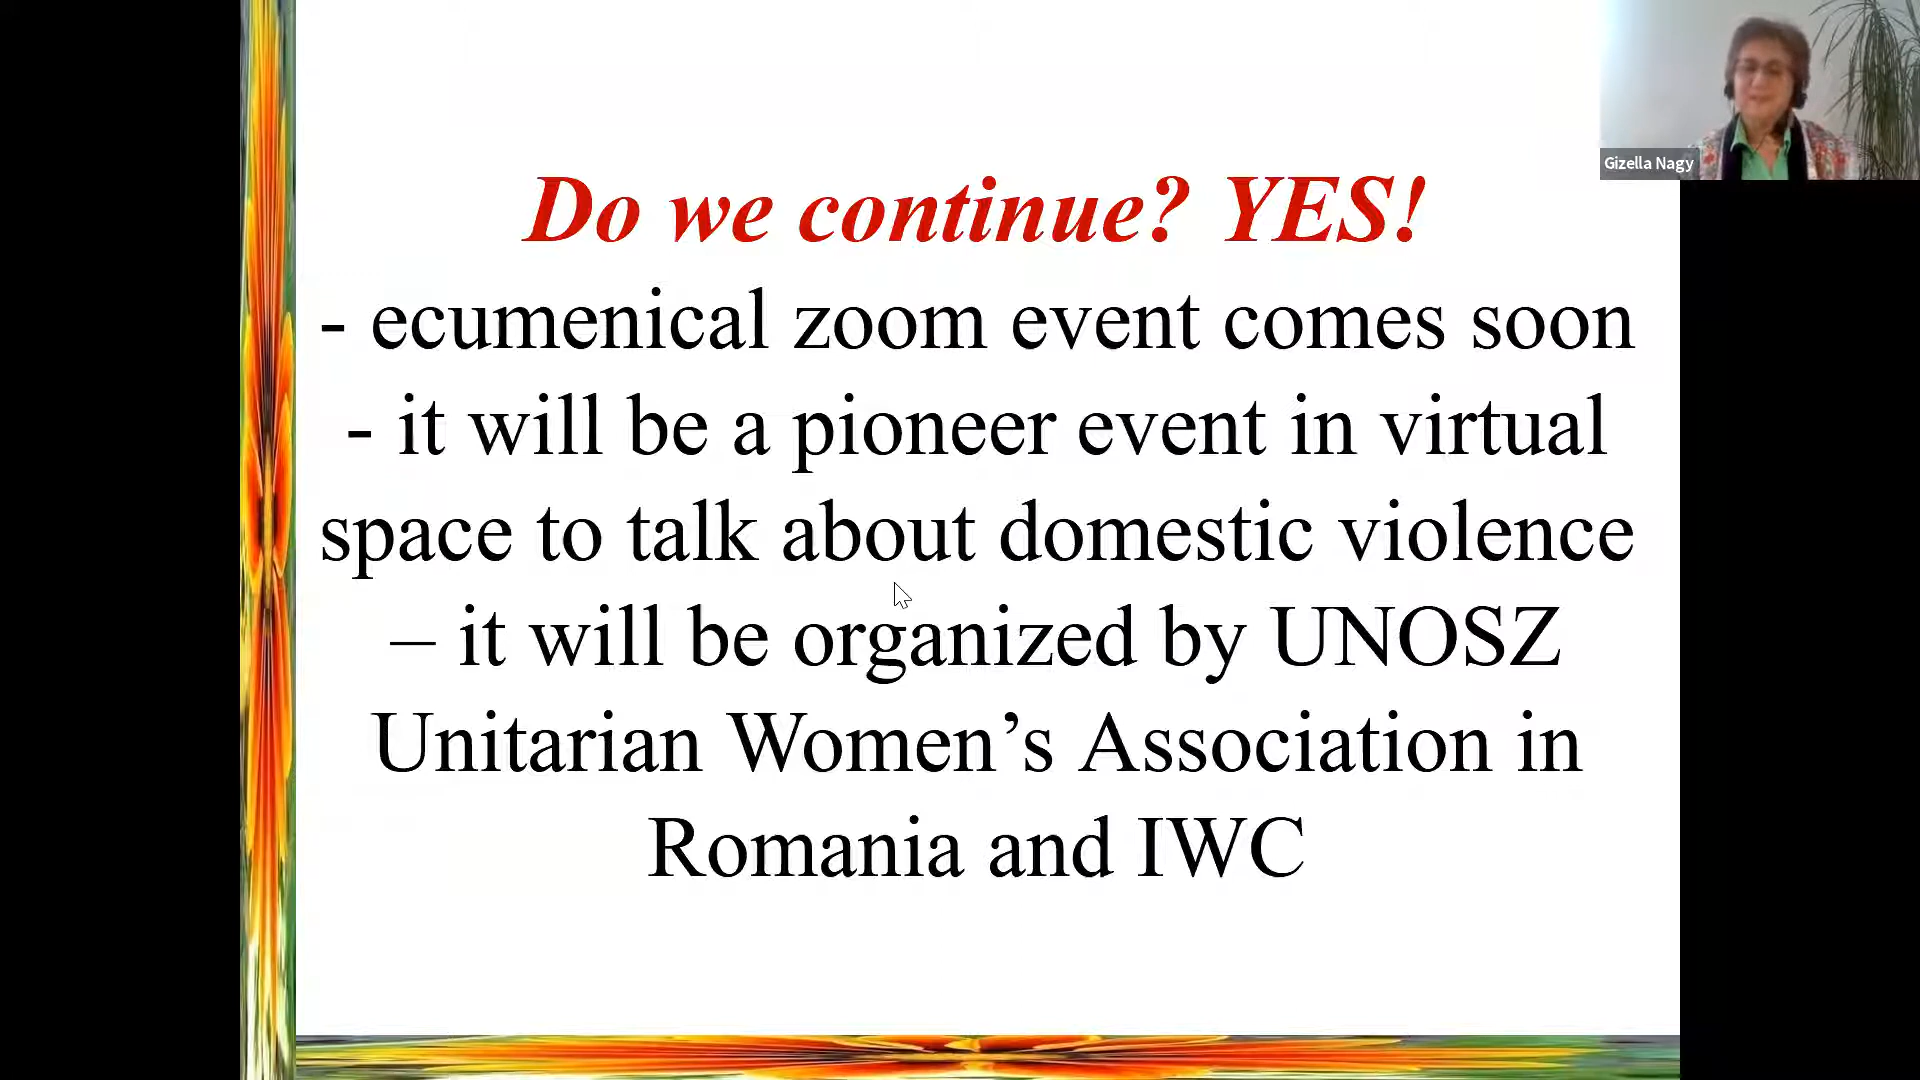 Do we continue? YES!
- ecumenical zoom event comes soon
- it will be a pioneer event in virtual
space to talk about domestic violence
– it will be organized by UNOSZ
Unitarian Women’s Association in
Romania and IWC
Gizella Nagy